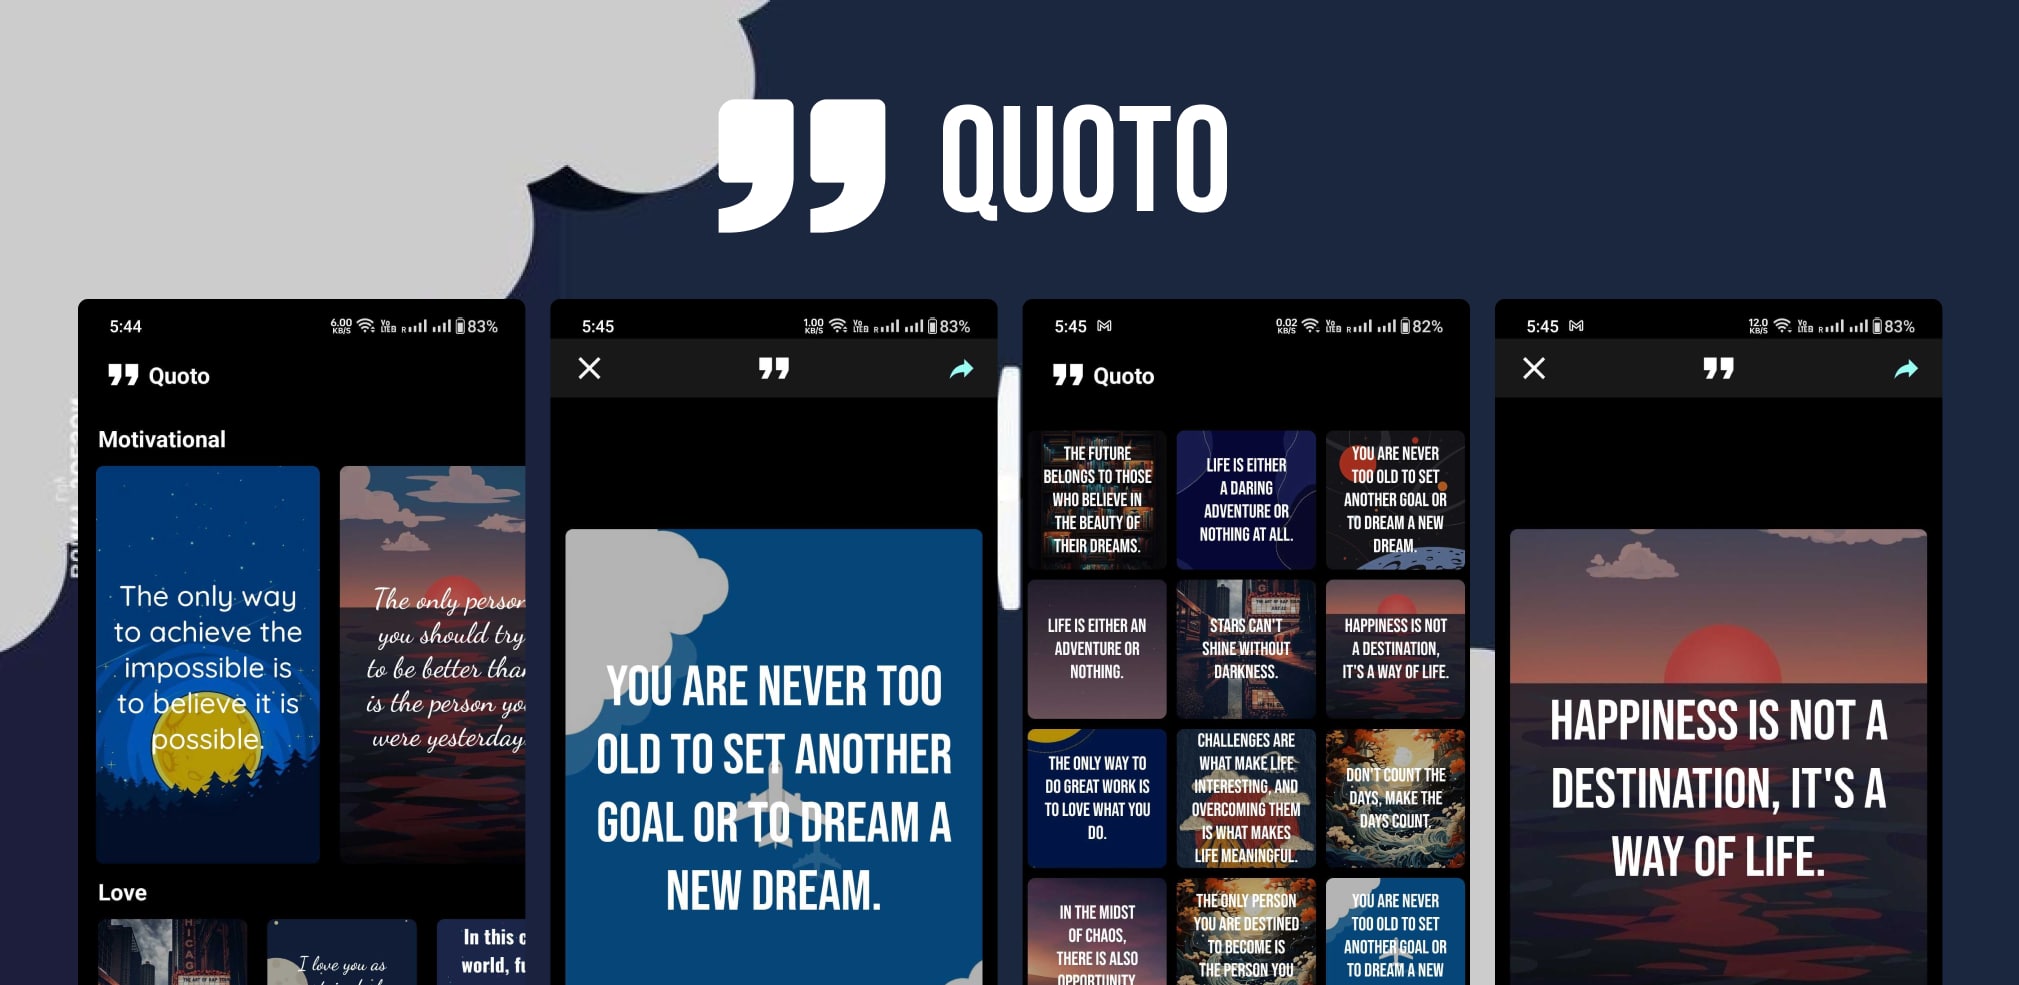 QUOTO
5:44
6.00 KB/S
83%
Quoto
Motivational
The only way
to achieve the
impossible is
to believe it is
possible.
The only person
you should try
to be better than
is the person yo
were yesterday
Love
I love you as
In this c
world, fu
5:45
1.00 KB/S
83%
YOU ARE NEVER TOO
OLD TO SET ANOTHER
GOAL OR TO DREAM A
NEW DREAM.
5:45
0.02 KB/S
82%
Quoto
THE FUTURE
BELONGS TO THOSE
WHO BELIEVE IN
THE BEAUTY OF
THEIR DREAMS.
LIFE IS EITHER
A DARING
ADVENTURE OR
NOTHING AT ALL.
YOU ARE NEVER
TOO OLD TO SET
ANOTHER GOAL OR
TO DREAM A NEW
DREAM.
LIFE IS EITHER AN
ADVENTURE OR
NOTHING.
STARS CAN'T
SHINE WITHOUT
DARKNESS.
HAPPINESS IS NOT
A DESTINATION,
IT'S A WAY OF LIFE.
THE ONLY WAY TO
DO GREAT WORK IS
TO LOVE WHAT YOU
DO.
CHALLENGES ARE
WHAT MAKE LIFE
INTERESTING, AND
OVERCOMING THEM
IS WHAT MAKES
LIFE MEANINGFUL.
DON'T COUNT THE
DAYS, MAKE THE
DAYS COUNT.
IN THE MIDST
OF CHAOS,
THERE IS ALSO
OPPORTUNITY
THE ONLY PERSON
YOU ARE DESTINED
TO BECOME IS
THE PERSON YOU
YOU ARE NEVER
TOO OLD TO SET
ANOTHER GOAL OR
TO DREAM A NEW
5:45
12.0 KB/S
83%
HAPPINESS IS NOT A
DESTINATION, IT'S A
WAY OF LIFE.